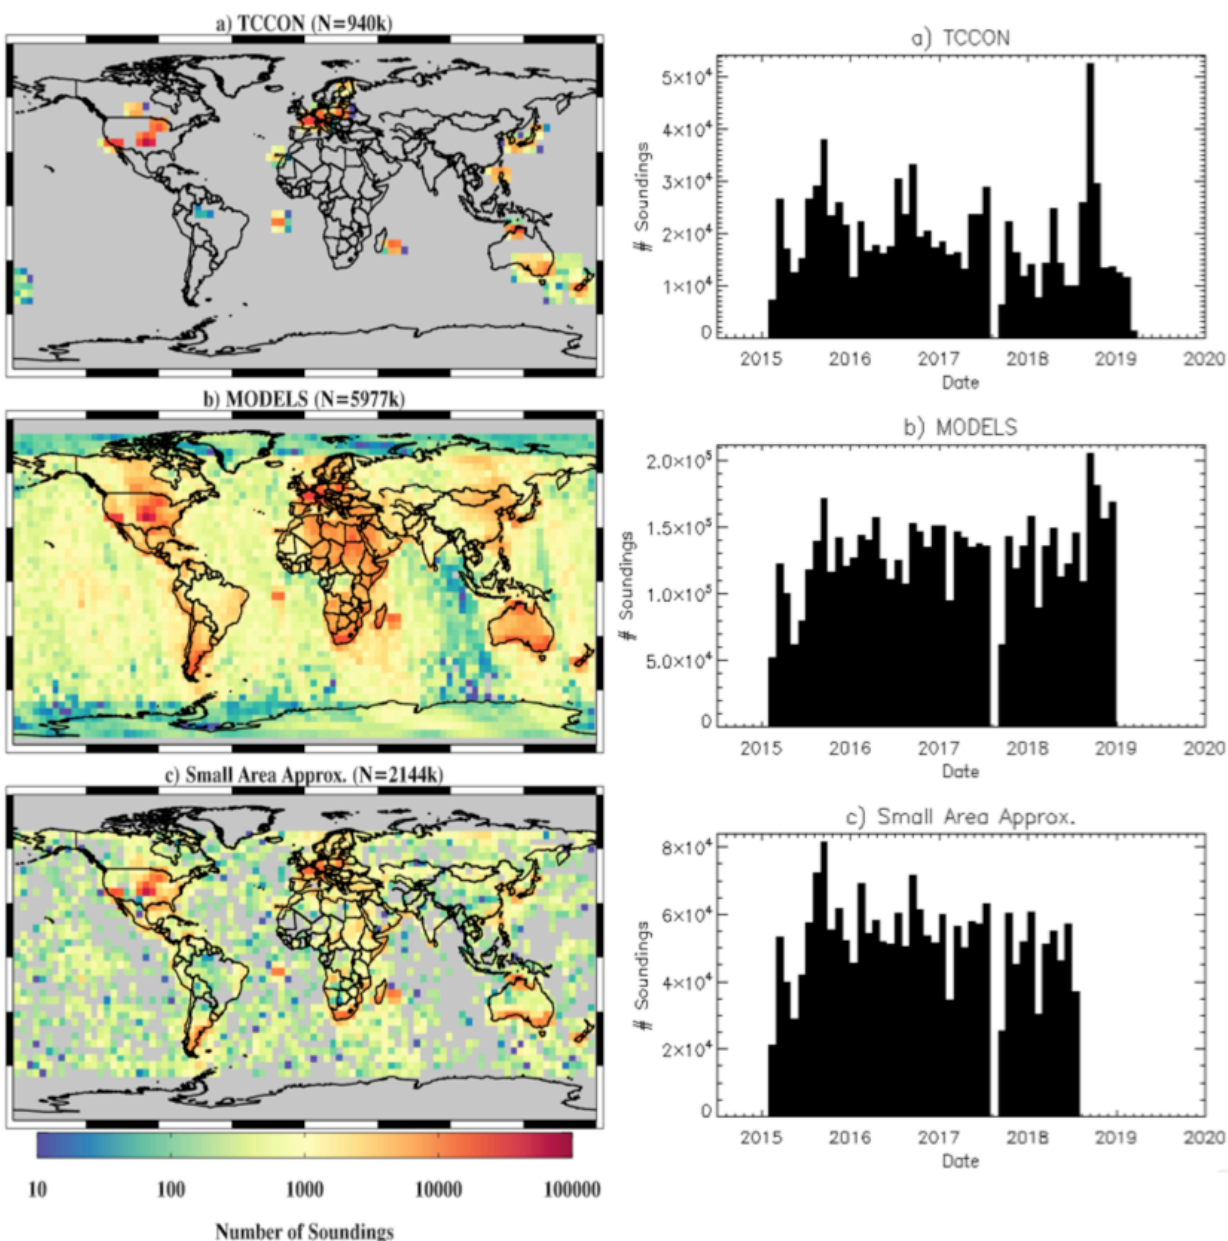 a) TCCON (N=940k)
b) MODELS (N=5977k)
c) Small Area Approx. (N=2144k)
10 100 1000 10000 100000
Number of Soundings
a) TCCON
5×10⁴
4×10⁴
3×10⁴
2×10⁴
1×10⁴
0
# Soundings
2015 2016 2017 2018 2019 2020
Date
b) MODELS
2.0×10⁵
1.5×10⁵
1.0×10⁵
5.0×10⁴
0
# Soundings
2015 2016 2017 2018 2019 2020
Date
c) Small Area Approx.
8×10⁴
6×10⁴
4×10⁴
2×10⁴
0
# Soundings
2015 2016 2017 2018 2019 2020
Date